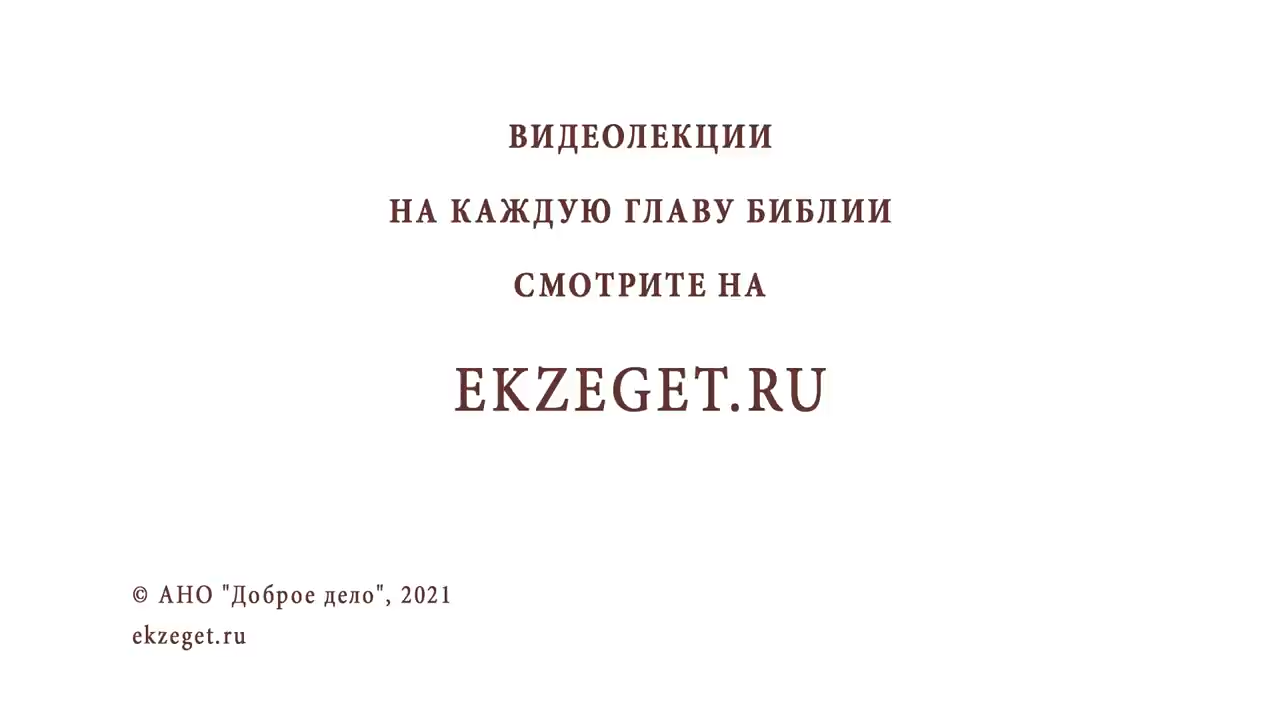 ВИДЕОЛЕКЦИИ
НА КАЖДУЮ ГЛАВУ БИБЛИИ
СМОТРИТЕ НА
EKZEGET.RU
© АНО "Доброе дело", 2021
ekzeget.ru